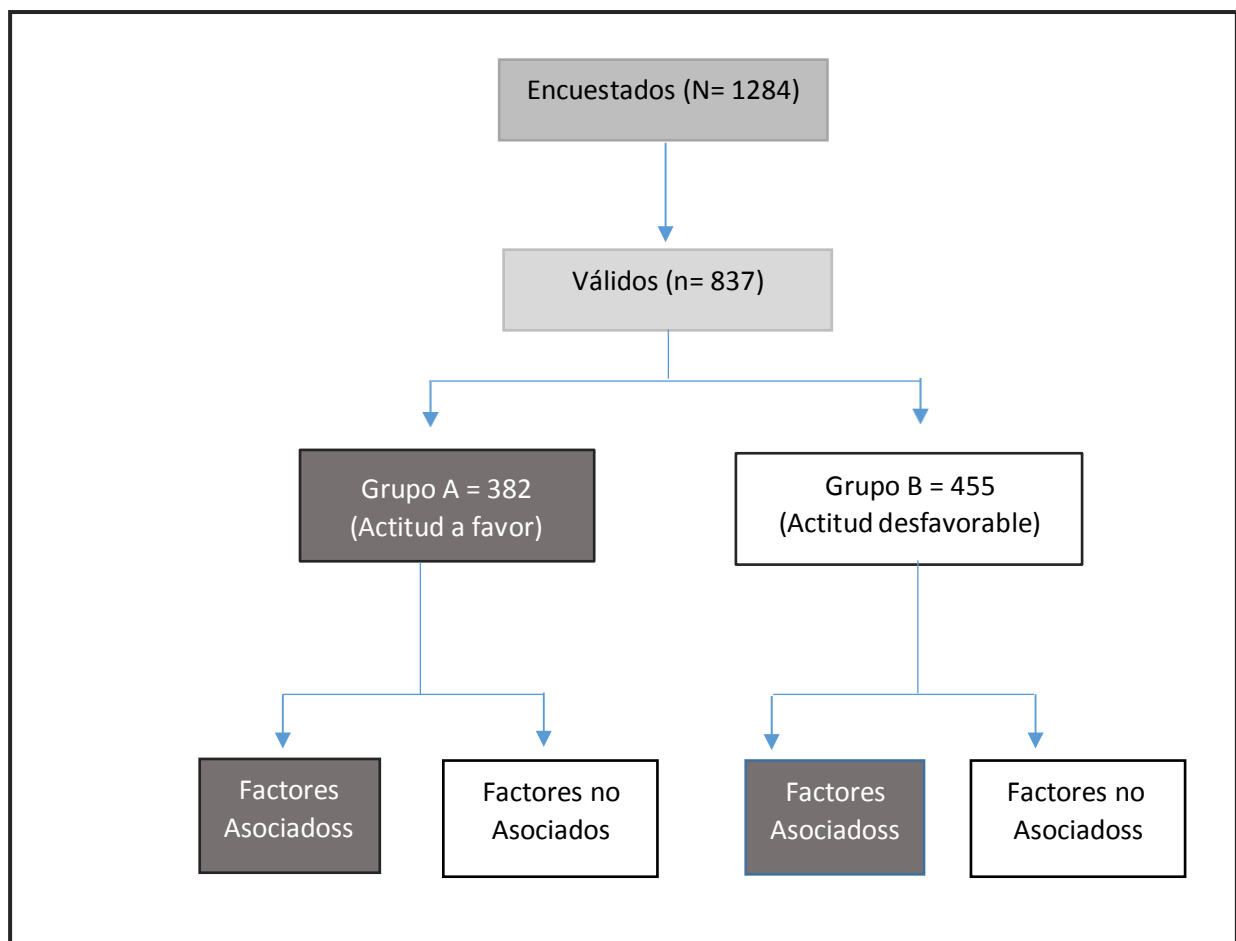 Encuestados (N= 1284)
Válidos (n= 837)
Grupo A = 382
(Actitud a favor)
Grupo B = 455
(Actitud desfavorable)
Factores
Asociadoss
Factores no
Asociados
Factores
Asociadoss
Factores no
Asociadoss